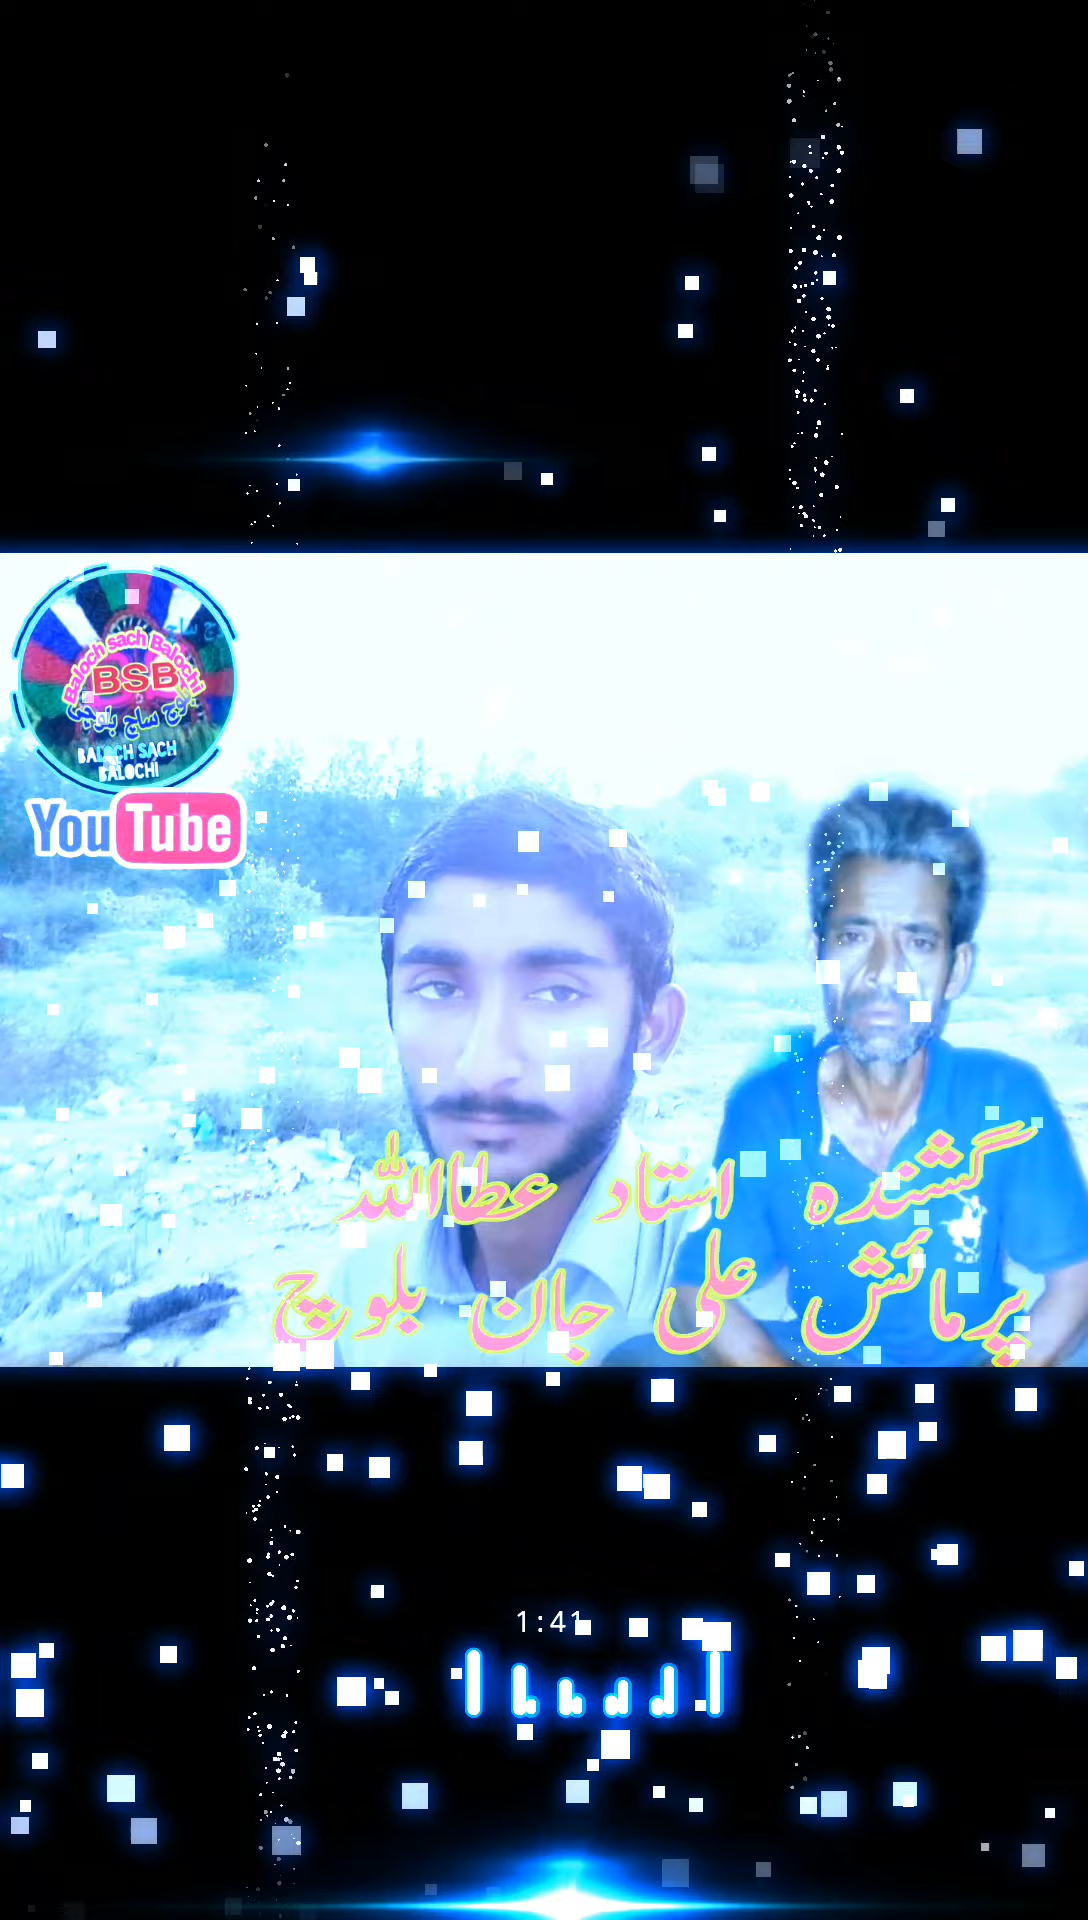 Baloch sach Balochi
BSB
بلوچ ساچ بلوچی
BALOCH SACH
BALOCHI
YouTube
گشندہ استاد عطااللہ
پرمائش علی جان بلوچ
1:41